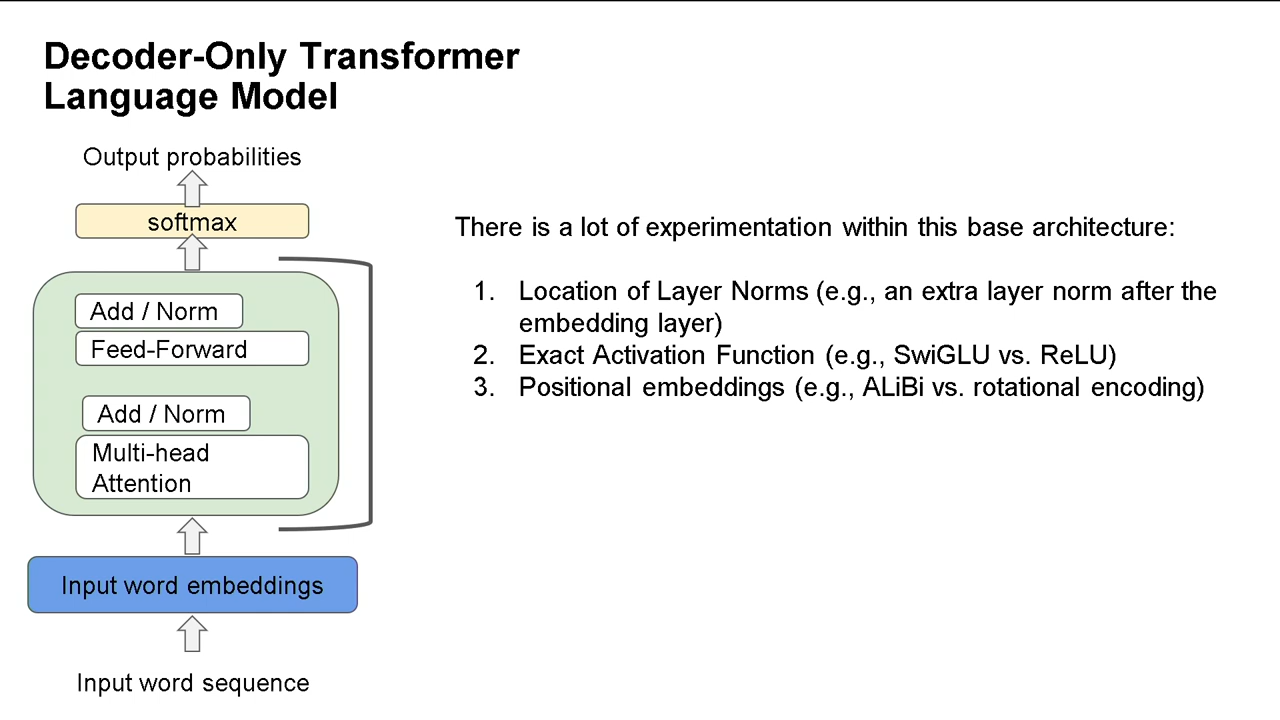 Decoder-Only Transformer
Language Model
Output probabilities
softmax
Add / Norm
Feed-Forward
Add / Norm
Multi-head
Attention
Input word embeddings
Input word sequence
There is a lot of experimentation within this base architecture:
1. Location of Layer Norms (e.g., an extra layer norm after the
embedding layer)
2. Exact Activation Function (e.g., SwiGLU vs. ReLU)
3. Positional embeddings (e.g., ALiBi vs. rotational encoding)